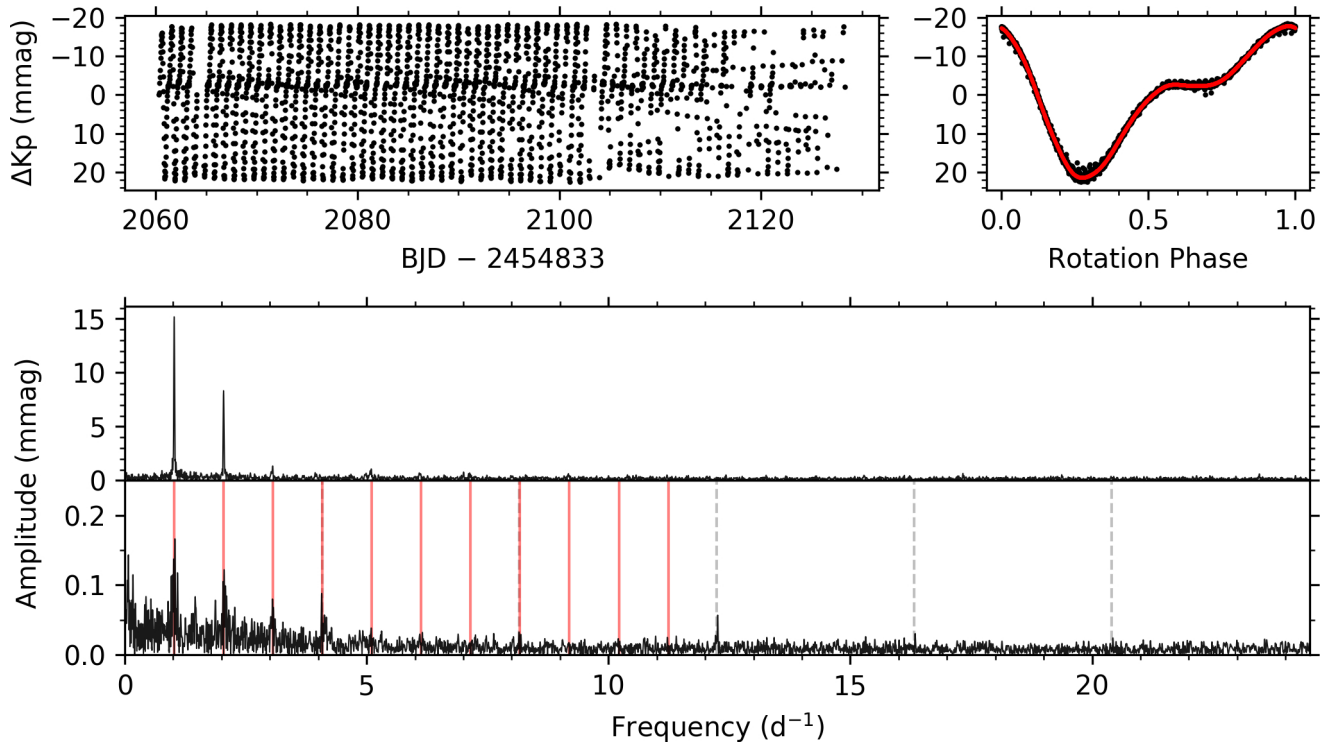 −20
−10
0
10
20
ΔKp (mmag)
2060 2080 2100 2120
BJD − 2454833
−20
−10
0
10
20
0.0 0.5 1.0
Rotation Phase
15
10
5
0
0.2
0.1
0.0
Amplitude (mmag)
0 5 10 15 20
Frequency (d⁻¹)